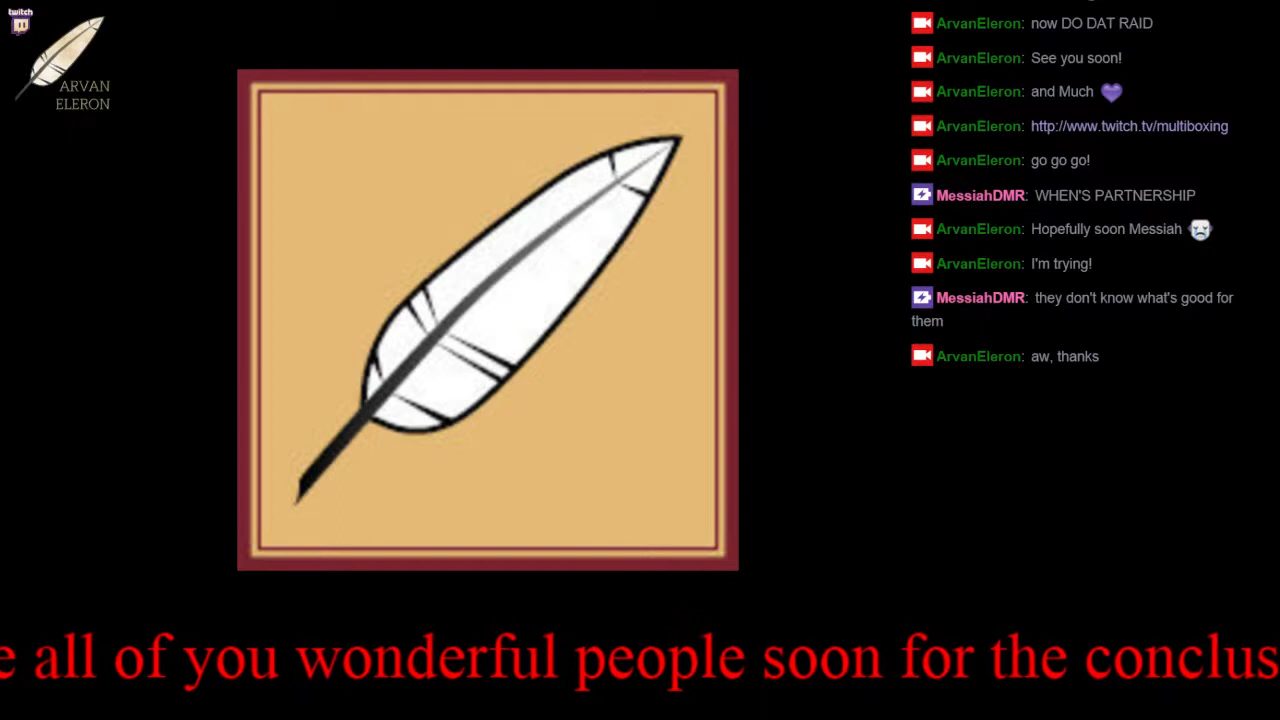 twitch
ARVAN
ELERON
ArvanEleron: now DO DAT RAID
ArvanEleron: See you soon!
ArvanEleron: and Much
ArvanEleron: http://www.twitch.tv/multiboxing
ArvanEleron: go go go!
MessiahDMR: WHEN'S PARTNERSHIP
ArvanEleron: Hopefully soon Messiah
ArvanEleron: I'm trying!
MessiahDMR: they don't know what's good for
them
ArvanEleron: aw, thanks
e all of you wonderful people soon for the conclus